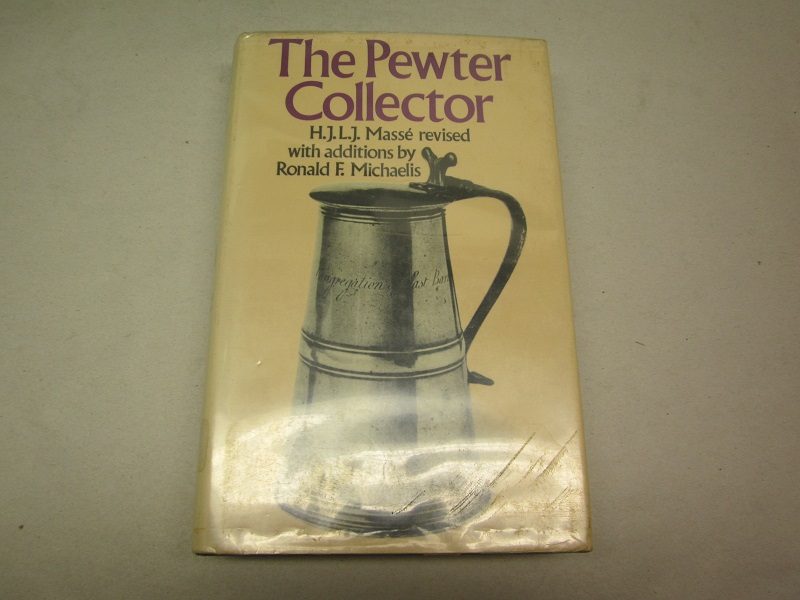 The Pewter
Collector
H.J.L.J. Massé revised
with additions by
Ronald F. Michaelis